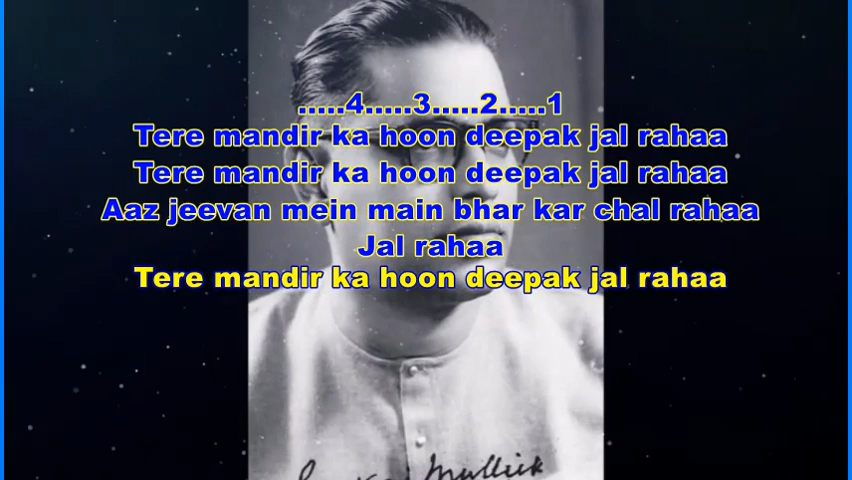 .....4.....3.....2.....1
Tere mandir ka hoon deepak jal rahaa
Tere mandir ka hoon deepak jal rahaa
Aaz jeevan mein main bhar kar chal rahaa
Jal rahaa
Tere mandir ka hoon deepak jal rahaa
Mullick